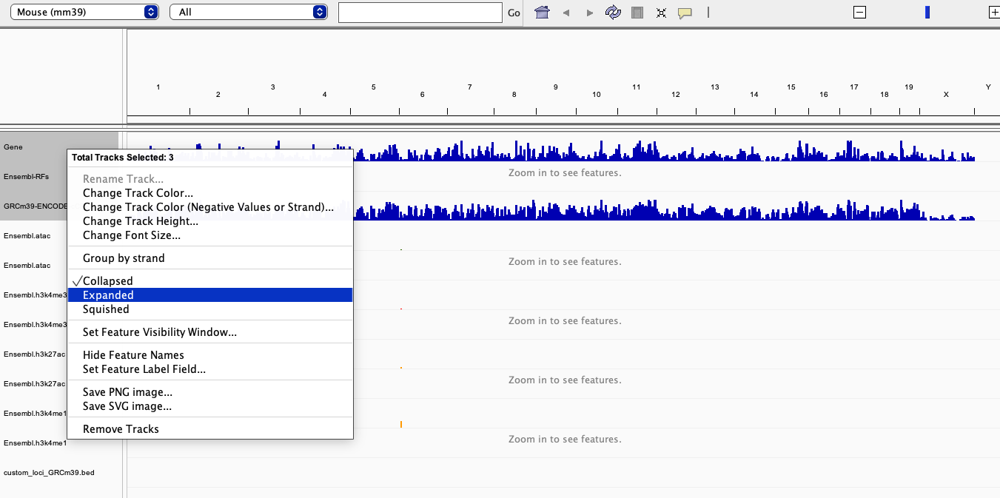 Mouse (mm39)
All
Go
1
2
3
4
5
6
7
8
9
10
11
12
13
14
15
16
17
18
19
X
Y
Gene
Ensembl-RFs
GRCm39-ENCODE
Ensembl.atac
Ensembl.atac
Ensembl.h3k4me3
Ensembl.h3k4me3
Ensembl.h3k27ac
Ensembl.h3k27ac
Ensembl.h3k4me1
Ensembl.h3k4me1
custom_loci_GRCm39.bed
Total Tracks Selected: 3
Rename Track...
Change Track Color...
Change Track Color (Negative Values or Strand)...
Change Track Height...
Change Font Size...
Group by strand
Collapsed
Expanded
Squished
Set Feature Visibility Window...
Hide Feature Names
Set Feature Label Field...
Save PNG image...
Save SVG image...
Remove Tracks
Zoom in to see features.
Zoom in to see features.
Zoom in to see features.
Zoom in to see features.
Zoom in to see features.